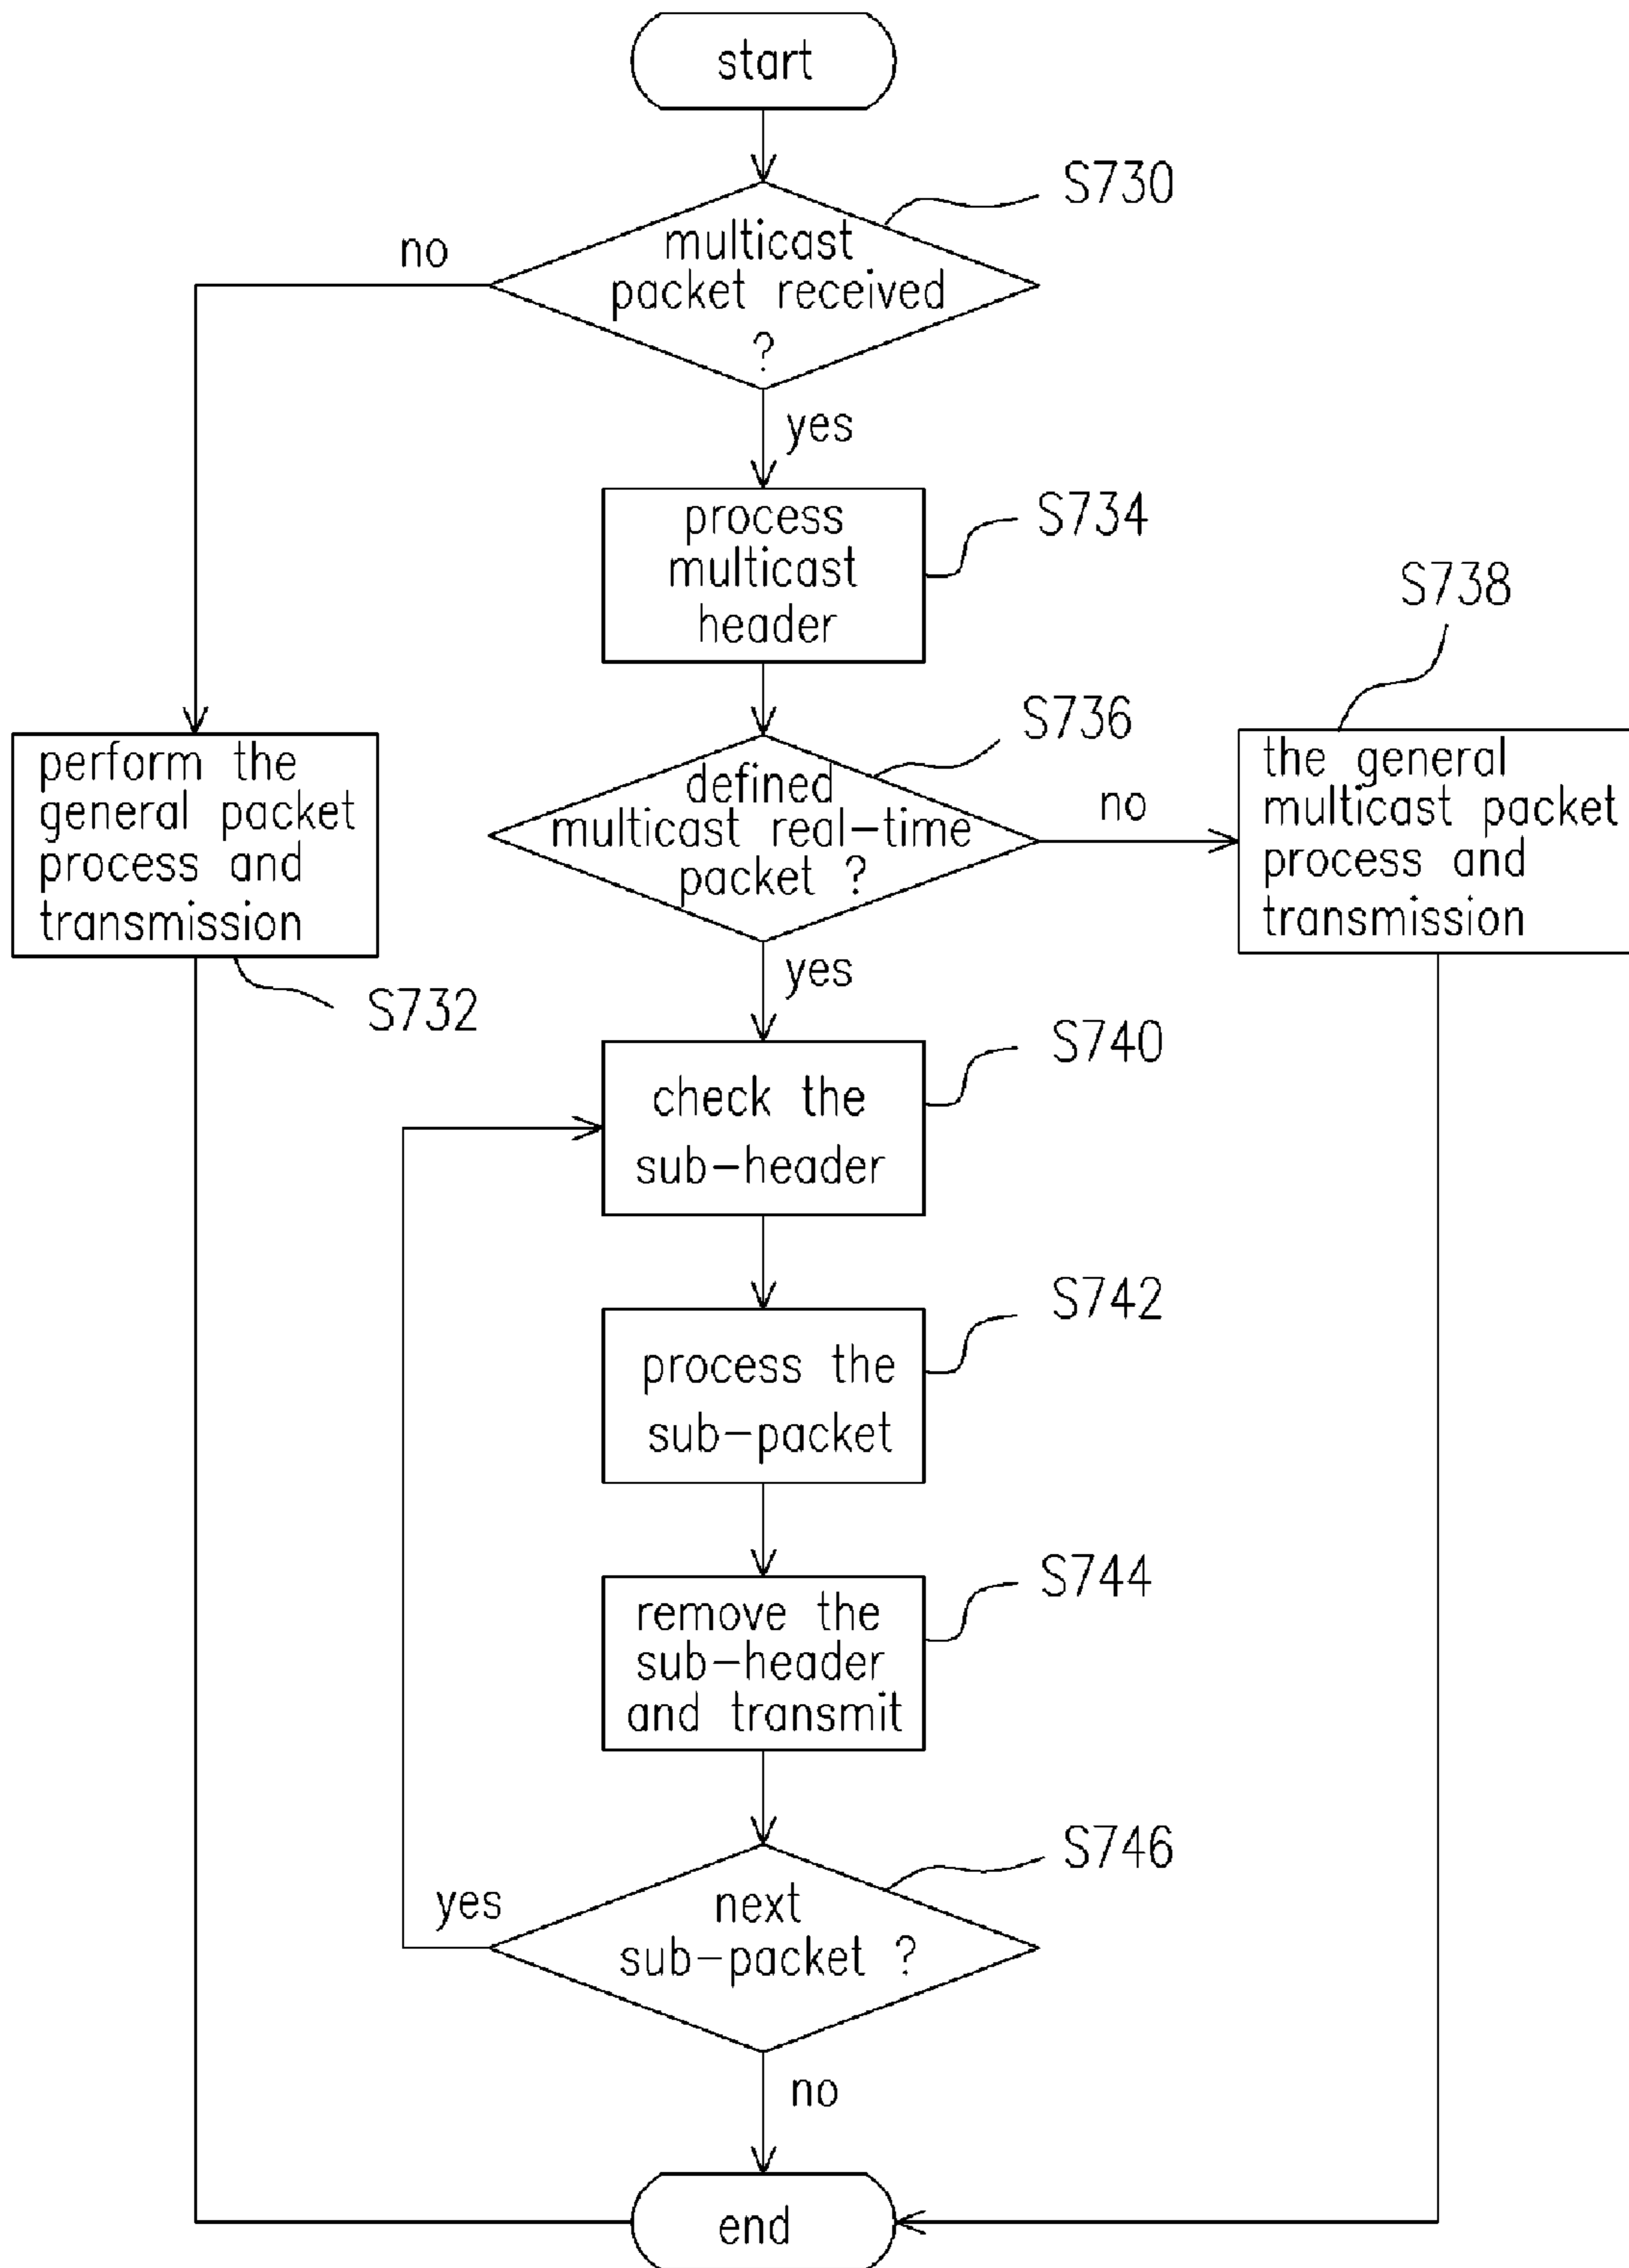 start
S730
multicast
packet received
?
no
yes
process
multicast
header
S734
S738
S736
defined
multicast real-time
packet ?
no
yes
the general
multicast packet
process and
transmission
perform the
general packet
process and
transmission
S732
S740
check the
sub-header
S742
process the
sub-packet
S744
remove the
sub-header
and transmit
S746
next
sub-packet ?
yes
no
end